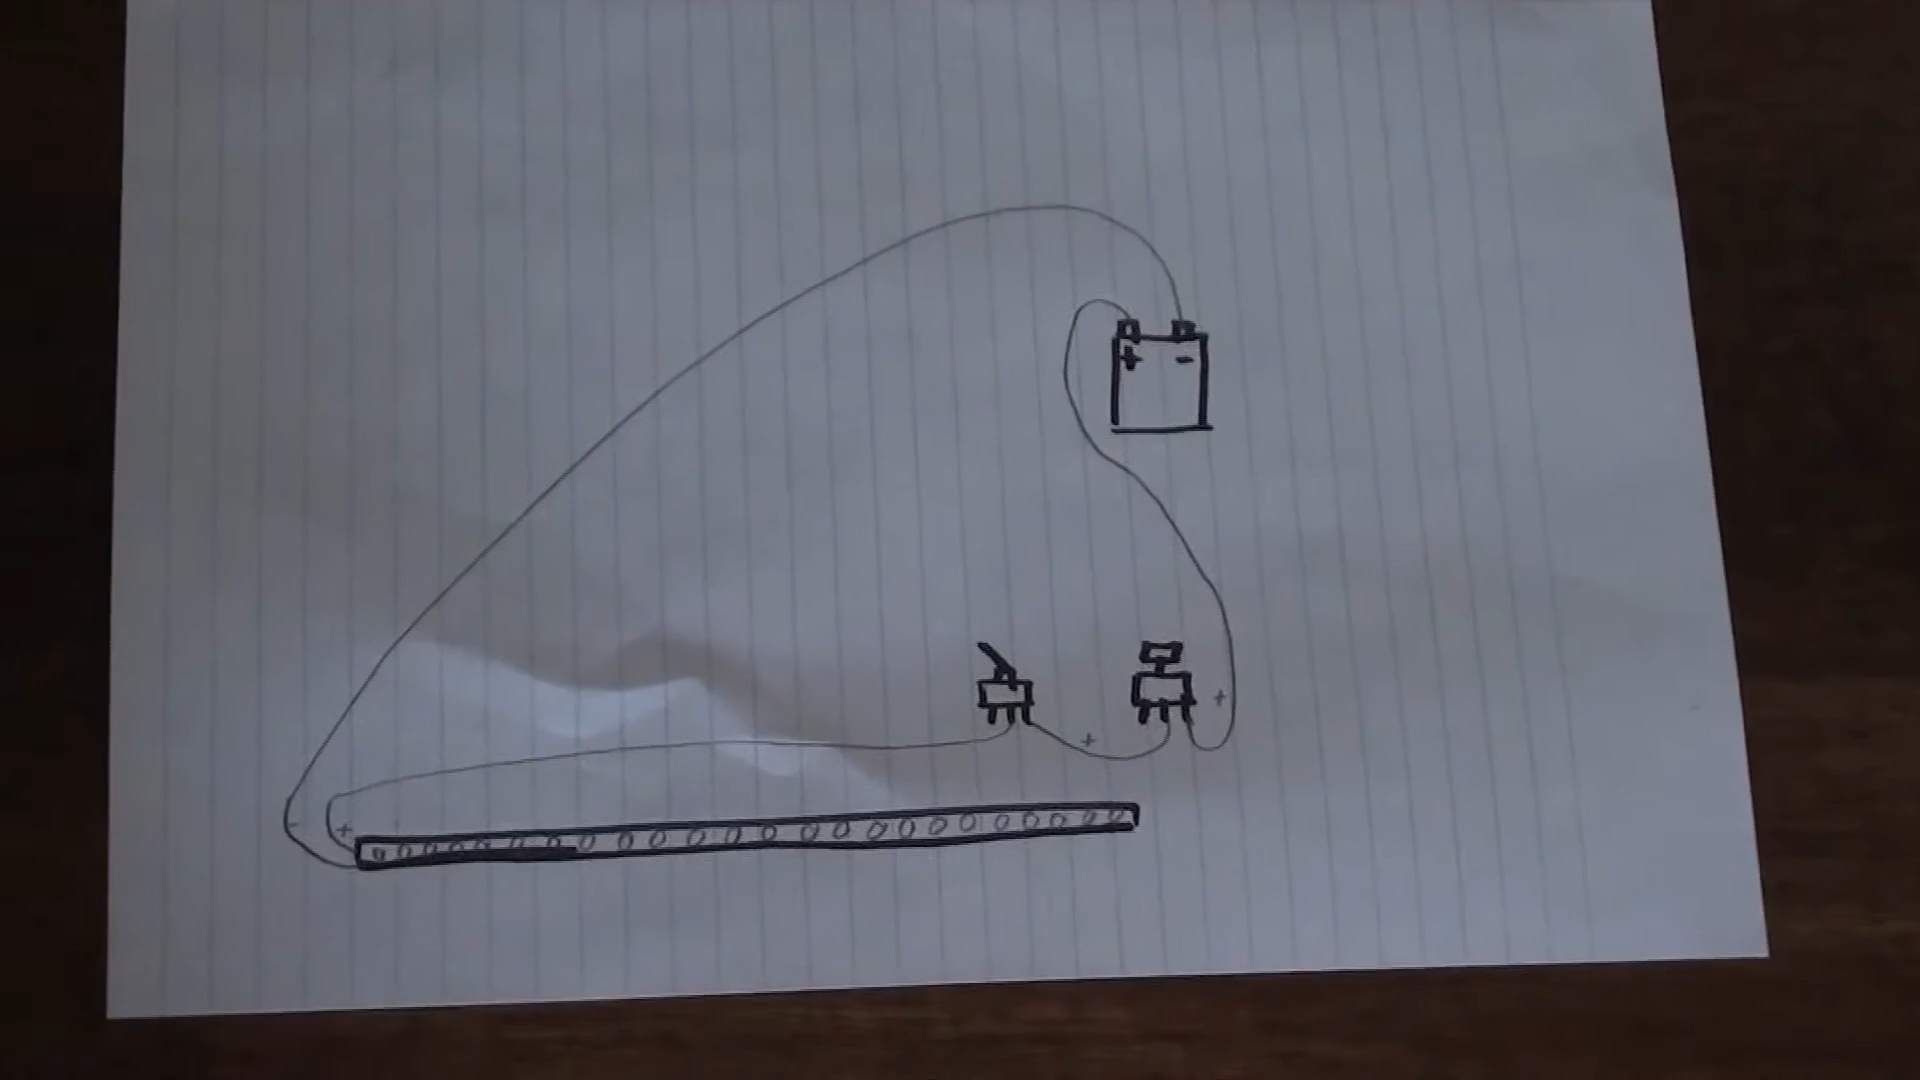 + -
+
+
- +